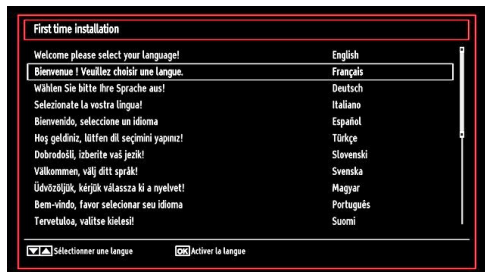 First time installation
Welcome please select your language! English
Bienvenue ! Veuillez choisir une langue. Français
Wählen Sie bitte Ihre Sprache aus! Deutsch
Selezionate la vostra lingua! Italiano
Bienvenido, seleccione un idioma Español
Hoş geldiniz, lütfen dil seçimini yapınız! Türkçe
Dobrodošli, izberite vaš jezik! Slovenski
Välkommen, välj ditt språk! Svenska
Üdvözöljük, kérjük válassza ki a nyelvet! Magyar
Bem-vindo, favor selecionar seu idioma Português
Tervetuloa, valitse kielesi! Suomi
Sélectionner une langue OK Activer la langue